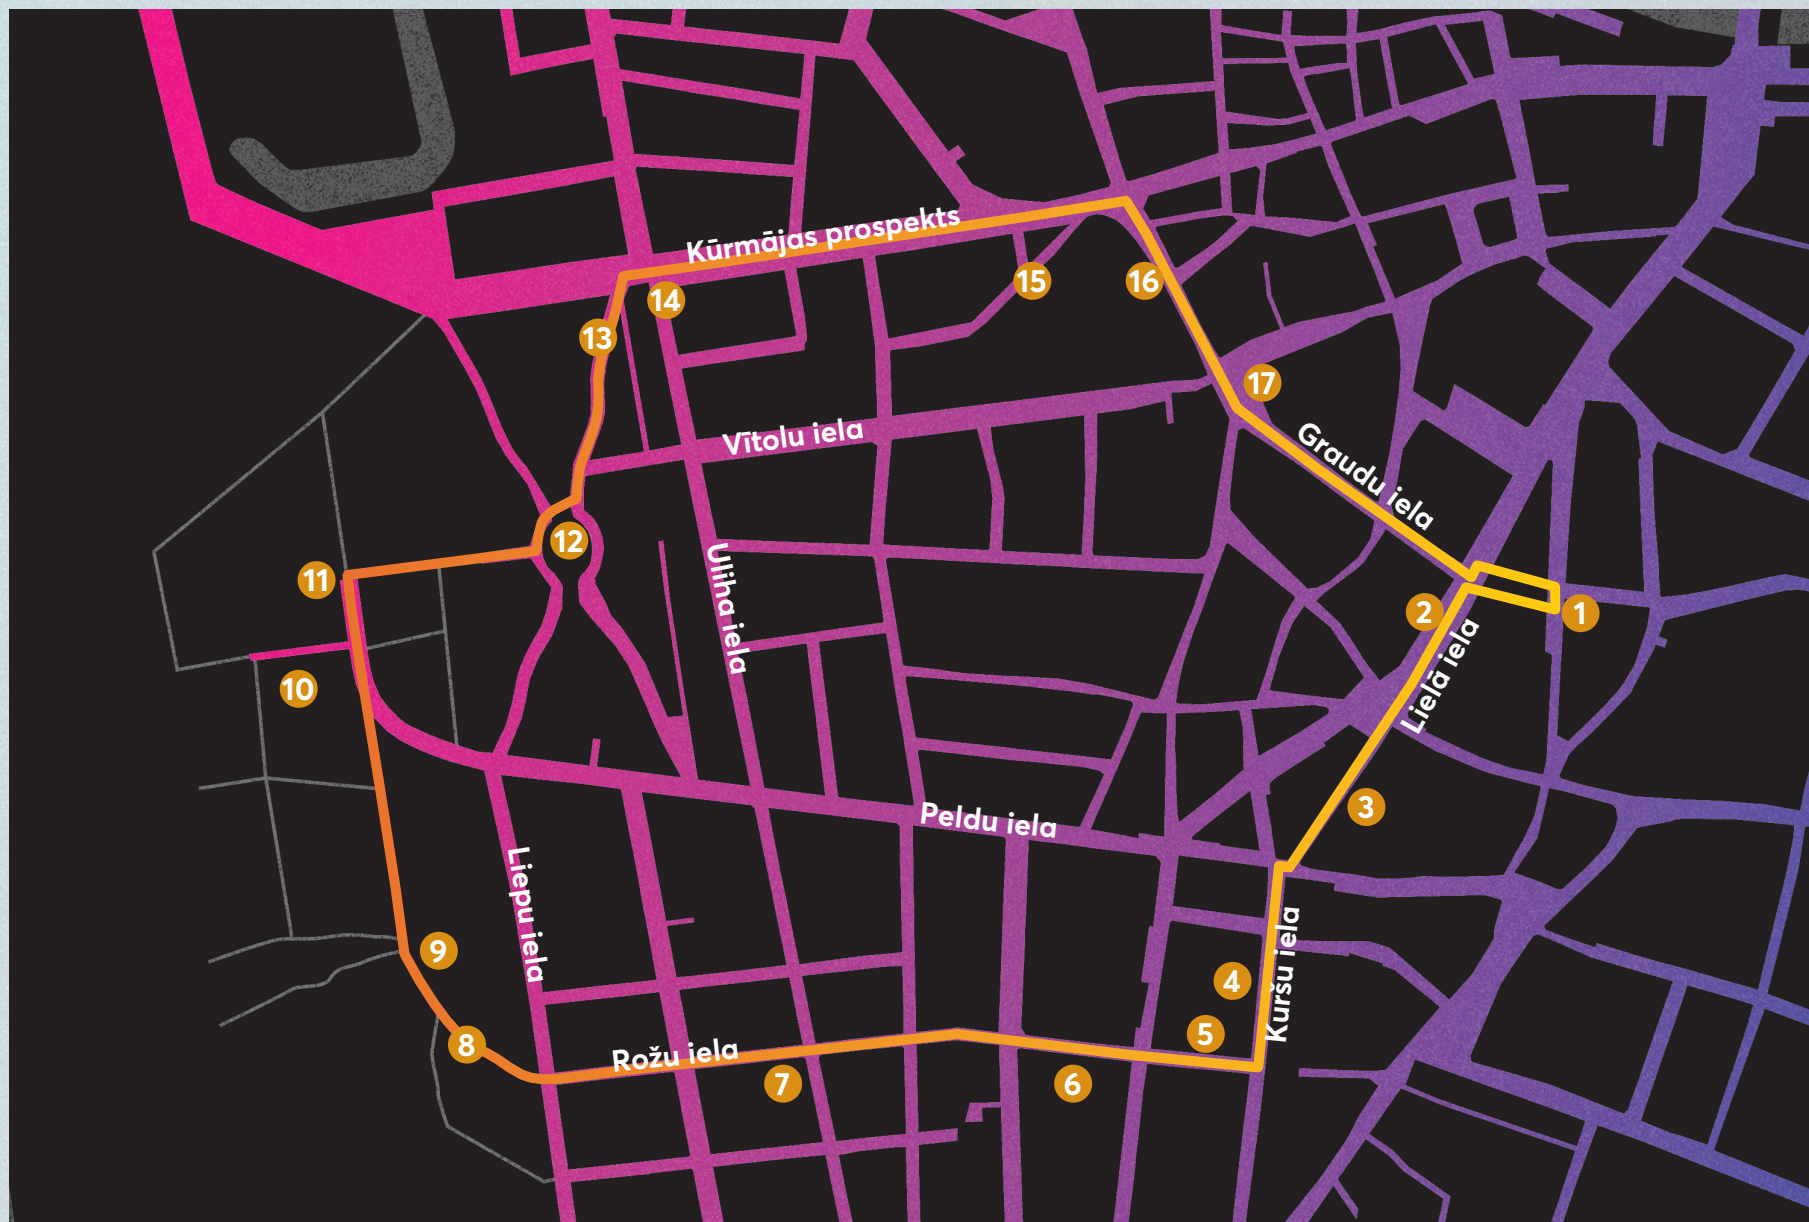 Kūrmājas prospekts
15
16
14
13
17
Vītolu iela
Graudu iela
12
11
Uliha iela
2
1
Lielā iela
10
3
Peldu iela
Liepu iela
9
4
Kuršu iela
5
8
Rožu iela
7
6